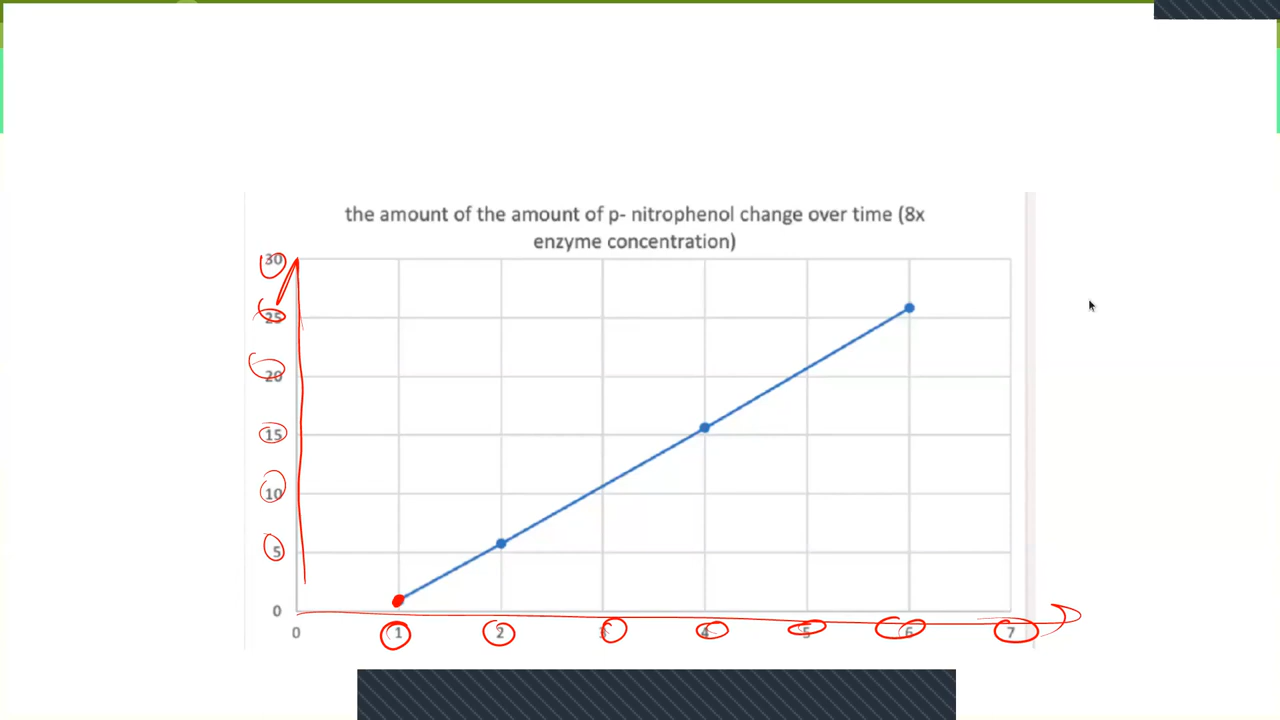 the amount of the amount of p- nitrophenol change over time (8x
enzyme concentration)
30
25
20
15
10
5
0
0 1 2 3 4 5 6 7